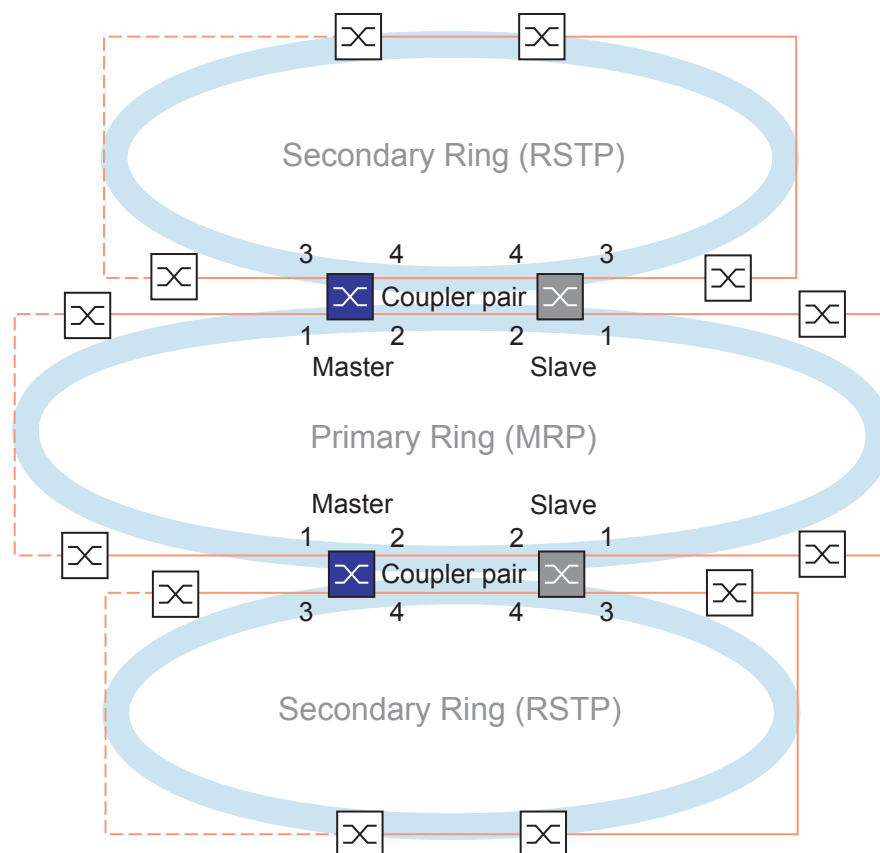 Secondary Ring (RSTP)
3 4 4 3
Coupler pair
1 2 2 1
Master Slave
Primary Ring (MRP)
Master Slave
1 2 2 1
Coupler pair
3 4 4 3
Secondary Ring (RSTP)